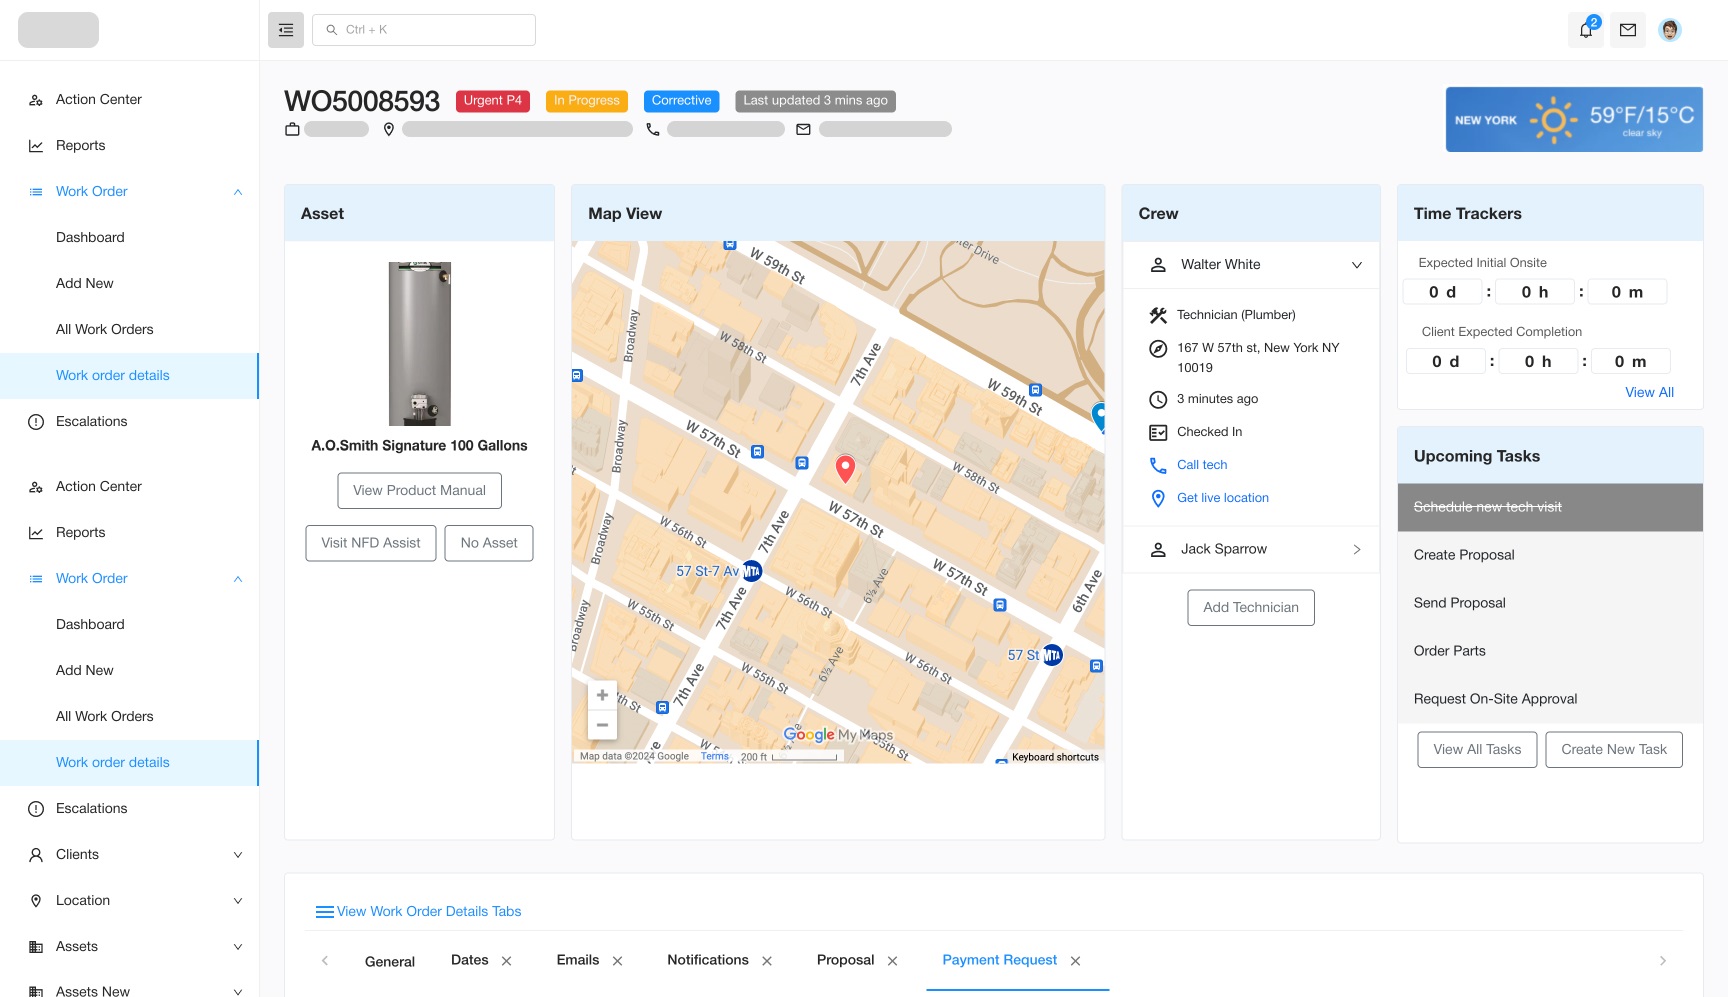 Ctrl + K
2
Action Center
Reports
Work Order
Dashboard
Add New
All Work Orders
Work order details
Escalations
Action Center
Reports
Work Order
Dashboard
Add New
All Work Orders
Work order details
Escalations
Clients
Location
Assets
Assets New
WO5008593
Urgent P4
In Progress
Corrective
Last updated 3 mins ago
NEW YORK
59°F/15°C
clear sky
Asset
A.O.Smith Signature 100 Gallons
View Product Manual
Visit NFD Assist
No Asset
Map View
W 59th St
ter Drive
Broadway
W 58th St
7th Ave
W 59th St
W 57th St
Broadway
W 58th St
W 57th St
W 56th St
7th Ave
Broadway
57 St-7 Av
MTA
W 57th St
6½ Ave
6th Ave
W 56th St
7th Ave
W 55th St
Broadway
57 St
MTA
6½ Ave
W 56th St
W 55th St
7th Ave
th St
+
−
Google My Maps
55th St
Map data ©2024 Google
Terms
200 ft
Keyboard shortcuts
Crew
Walter White
Technician (Plumber)
167 W 57th st, New York NY
10019
3 minutes ago
Checked In
Call tech
Get live location
Jack Sparrow
Add Technician
Time Trackers
Expected Initial Onsite
0 d : 0 h : 0 m
Client Expected Completion
0 d : 0 h : 0 m
View All
Upcoming Tasks
Schedule new tech visit
Create Proposal
Send Proposal
Order Parts
Request On-Site Approval
View All Tasks
Create New Task
View Work Order Details Tabs
General
Dates
Emails
Notifications
Proposal
Payment Request